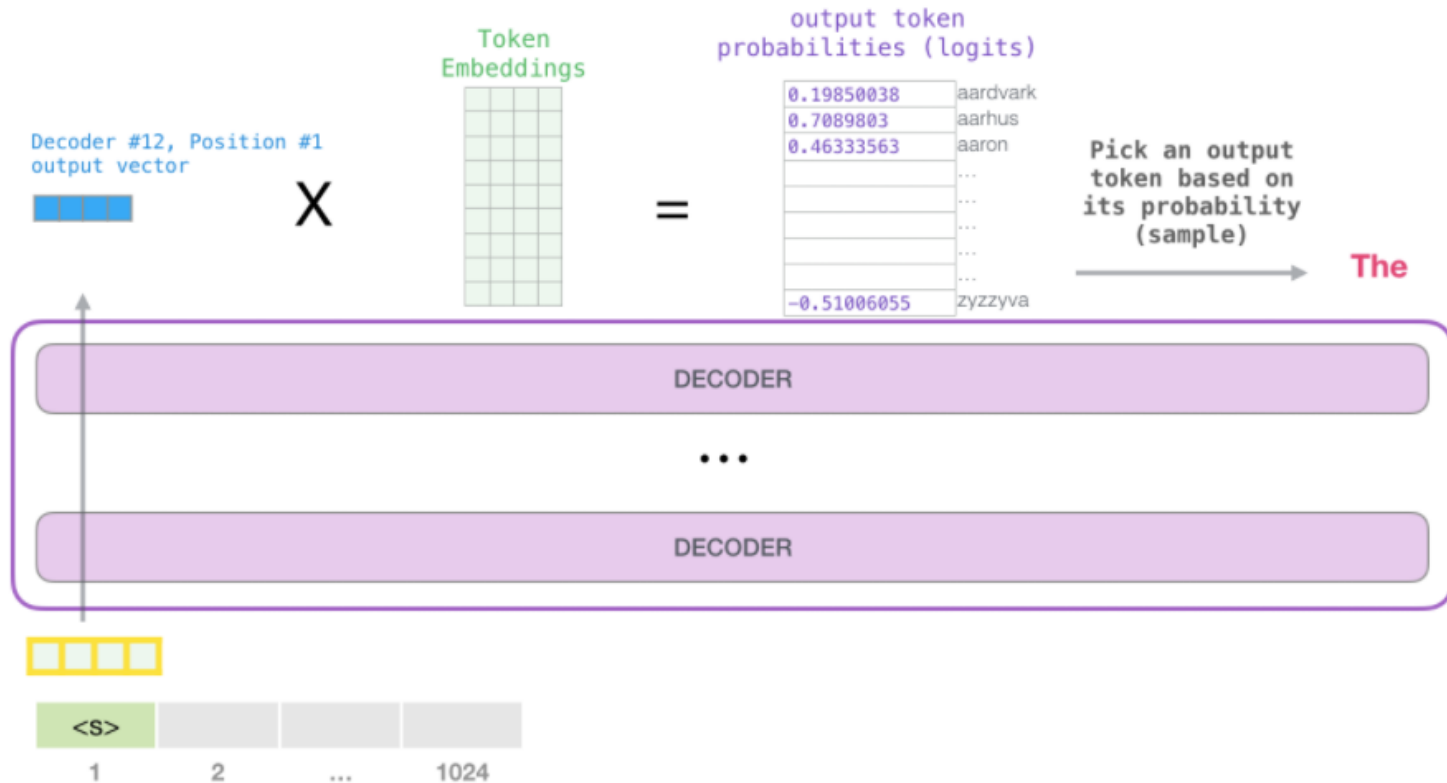 output token
probabilities (logits)
Token
Embeddings
Decoder #12, Position #1
output vector
X
=
0.19850038 aardvark
0.7089803 aarhus
0.46333563 aaron
...
...
...
...
...
-0.51006055 zyzzyva
Pick an output
token based on
its probability
(sample)
The
DECODER
...
DECODER
<s>
1 2 ... 1024